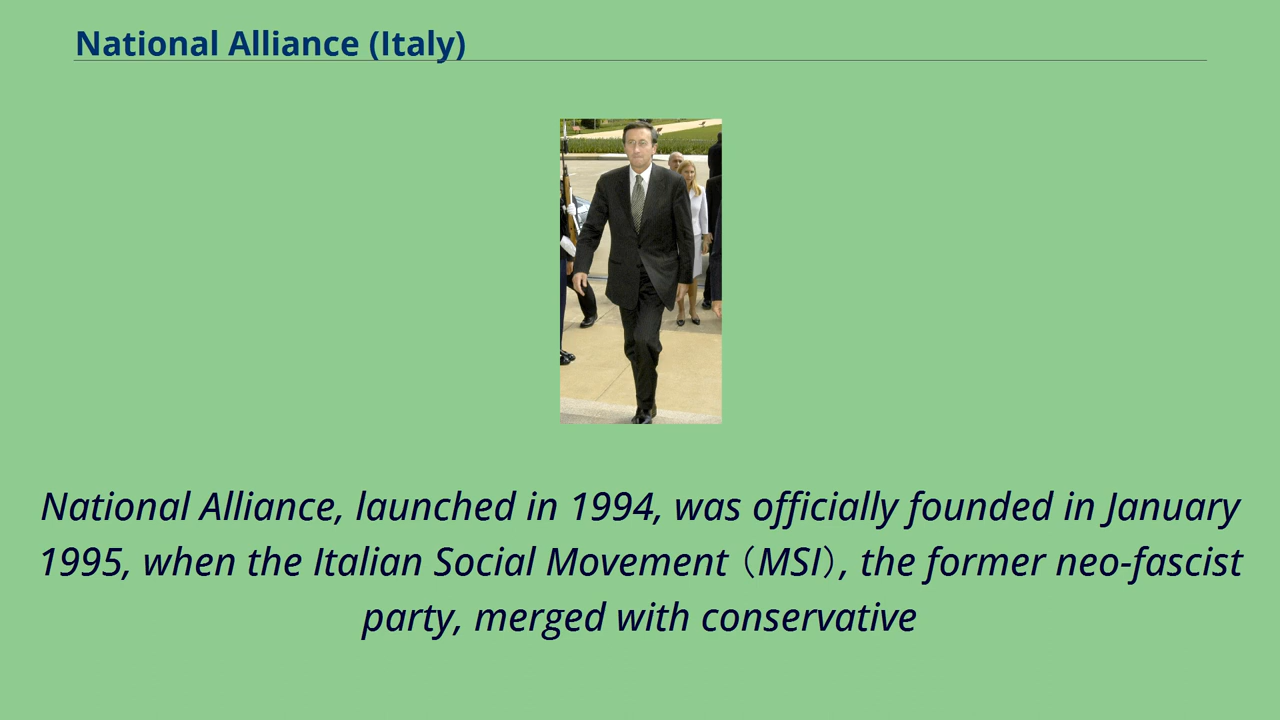 National Alliance (Italy)
National Alliance, launched in 1994, was officially founded in January
1995, when the Italian Social Movement（MSI）, the former neo-fascist
party, merged with conservative